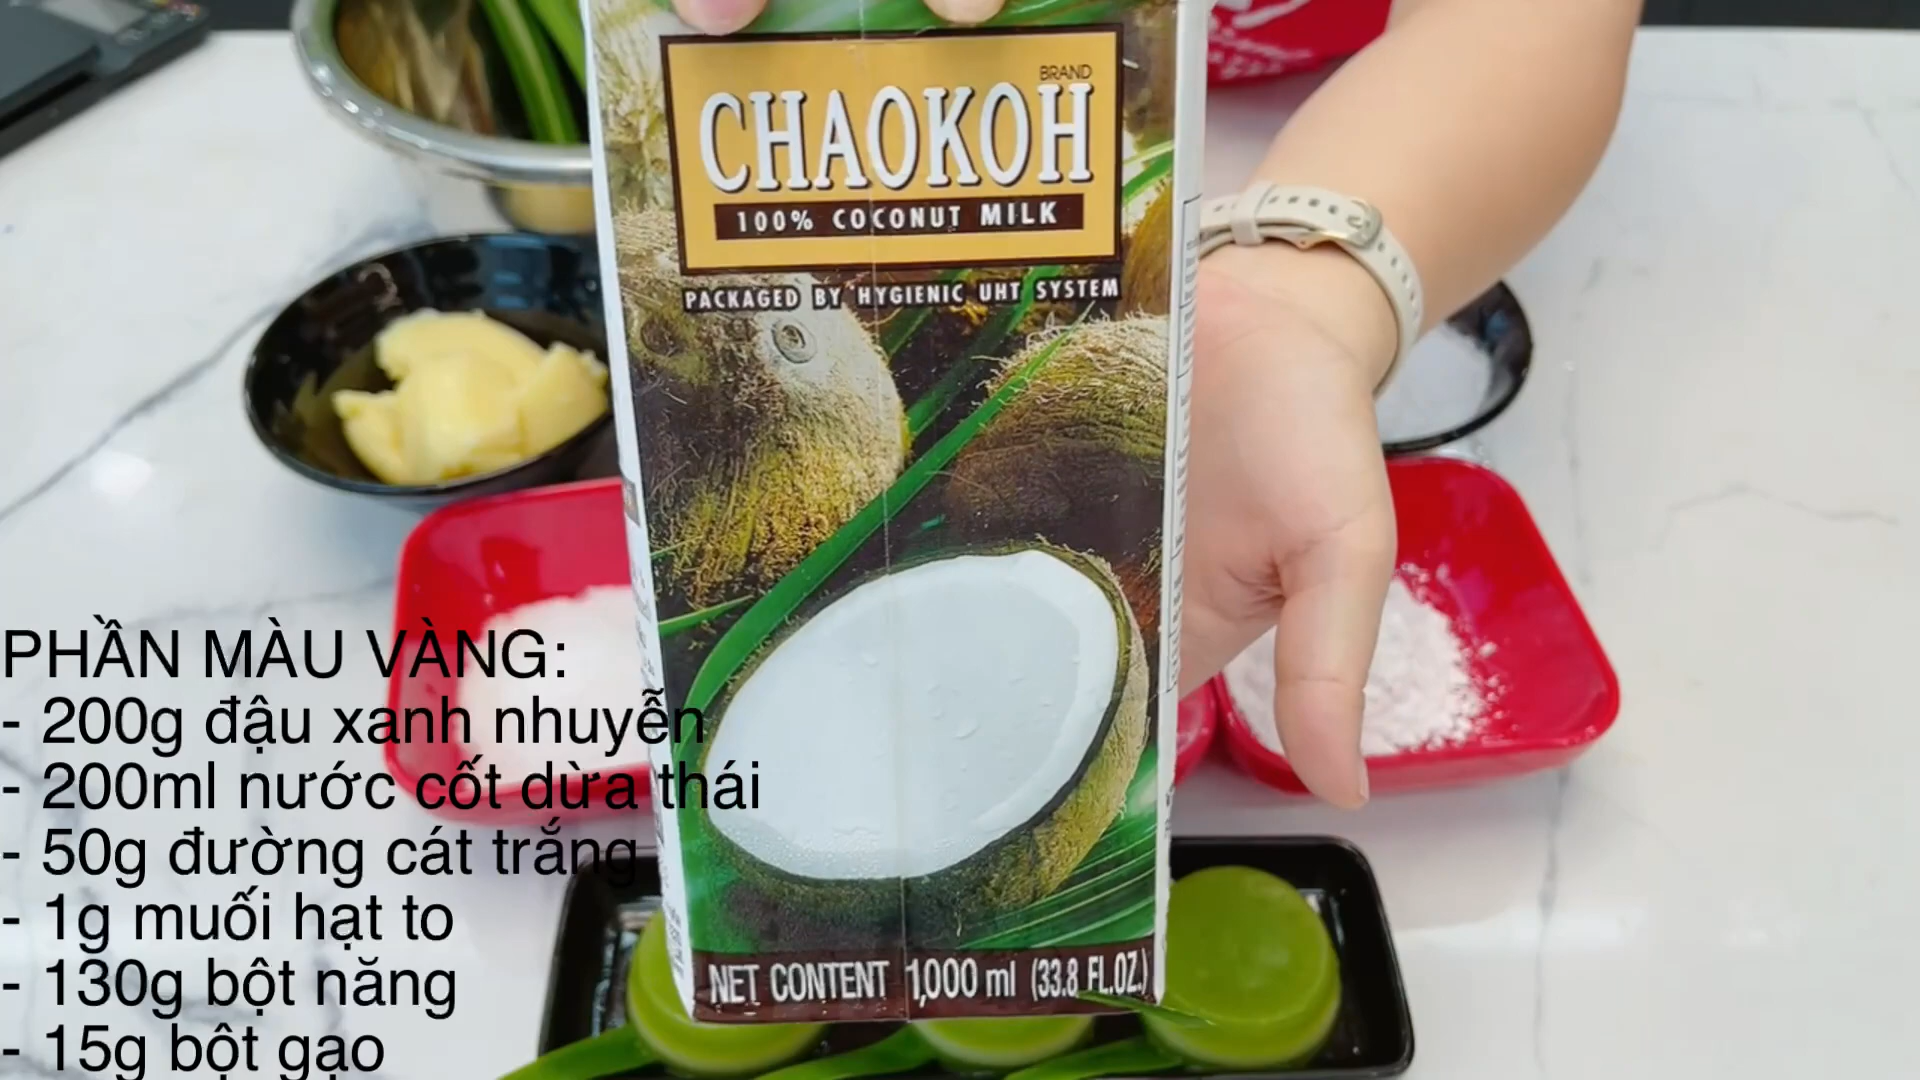 BRAND
CHAOKOH
100% COCONUT MILK
PACKAGED BY HYGIENIC UHT SYSTEM
NET CONTENT 1,000 ml (33.8 FL.OZ.)
PHẦN MÀU VÀNG:
- 200g đậu xanh nhuyễn
- 200ml nước cốt dừa thái
- 50g đường cát trắng
- 1g muối hạt to
- 130g bột năng
- 15g bột gạo